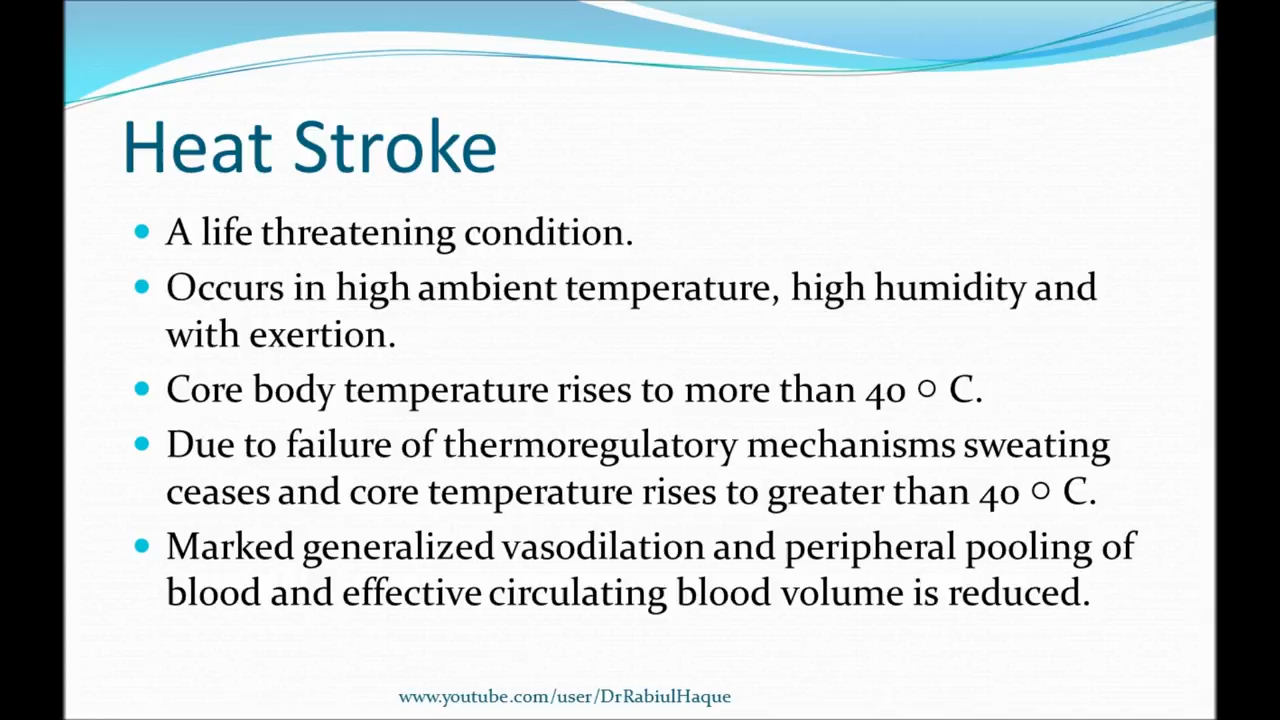 Heat Stroke
• A life threatening condition.
• Occurs in high ambient temperature, high humidity and
with exertion.
• Core body temperature rises to more than 40 ○ C.
• Due to failure of thermoregulatory mechanisms sweating
ceases and core temperature rises to greater than 40 ○ C.
• Marked generalized vasodilation and peripheral pooling of
blood and effective circulating blood volume is reduced.
www.youtube.com/user/DrRabiulHaque